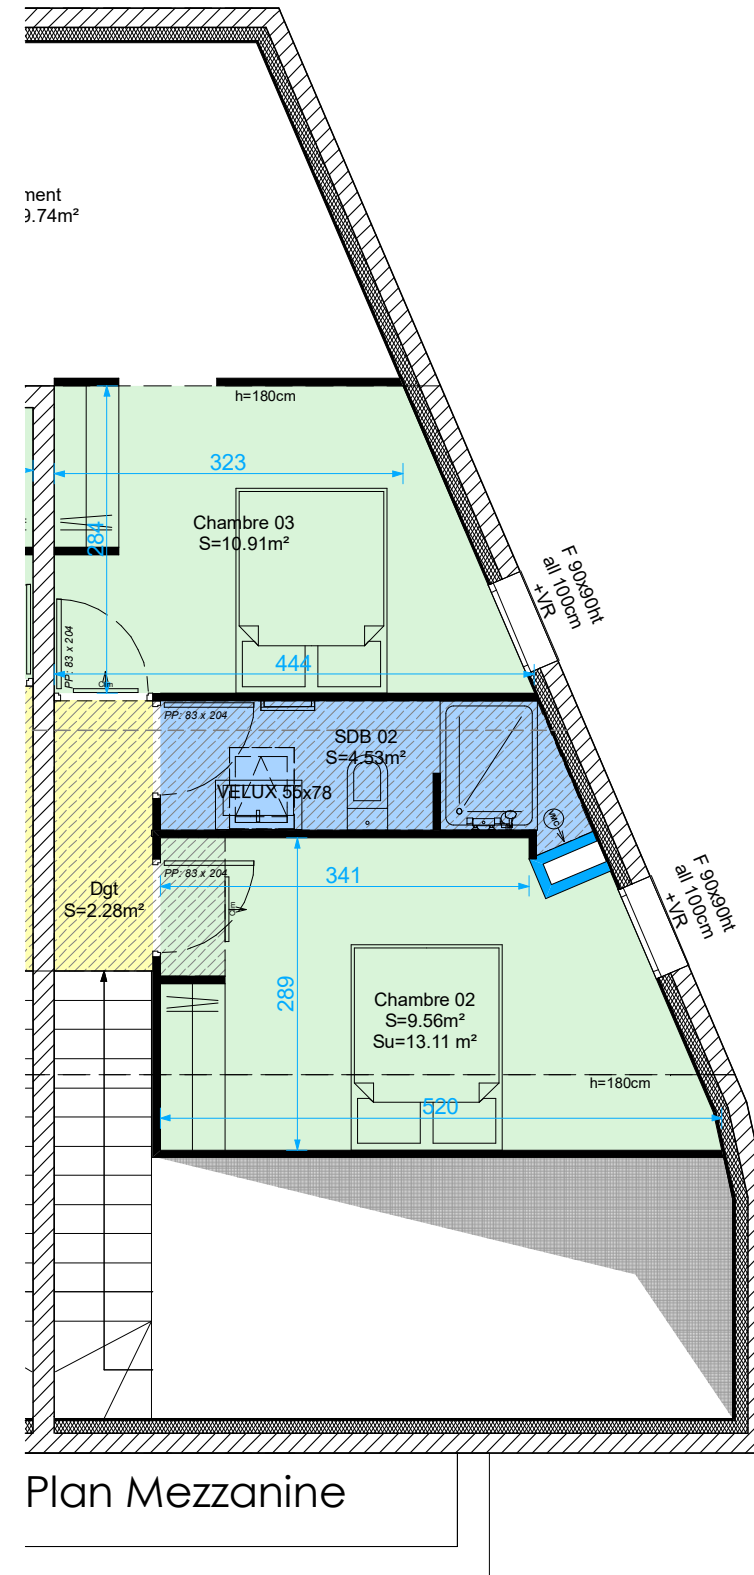 ment
9.74m²
h=180cm
323
Chambre 03
S=10.91m²
284
F 90x90ht
all 100cm
+VR
PP: 83 x 204
444
PP: 83 x 204
SDB 02
S=4.53m²
VELUX 55x78
VMC
PP: 83 x 204
341
F 90x90ht
all 100cm
+VR
Dgt
S=2.28m²
289
Chambre 02
S=9.56m²
Su=13.11 m²
h=180cm
520
Plan Mezzanine